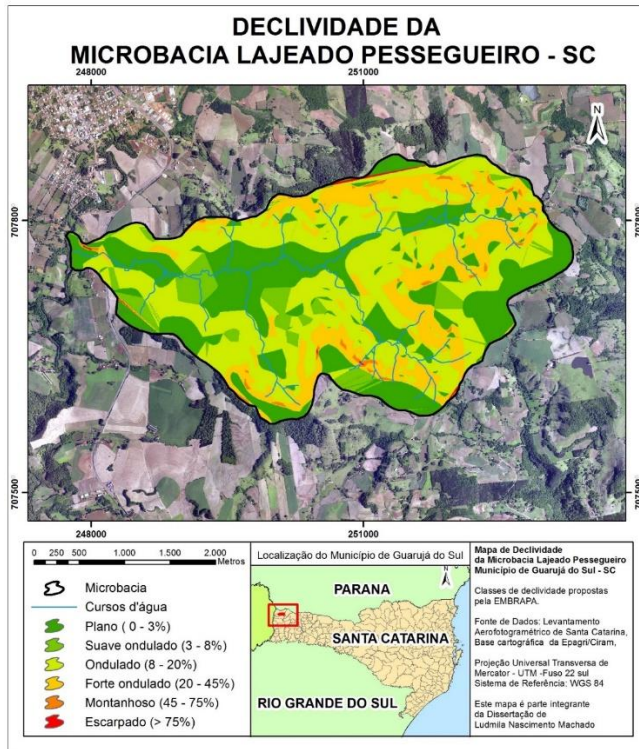 DECLIVIDADE DA
MICROBACIA LAJEADO PESSEGUEIRO - SC
248000 251000
N
707800 707800
707500 707500
248000 251000
0 250 500 1.000 1.500 2.000
Metros
Microbacia
Cursos d'água
Plano ( 0 - 3%)
Suave ondulado (3 - 8%)
Ondulado (8 - 20%)
Forte ondulado (20 - 45%)
Montanhoso (45 - 75%)
Escarpado (> 75%)
Localização do Município de Guarujá do Sul
N
PARANA
SANTA CATARINA
RIO GRANDE DO SUL
Mapa de Declividade
da Microbacia Lajeado Pessegueiro
Município de Guarujá do Sul - SC
Classes de declividade propostas
pela EMBRAPA.
Fonte de Dados: Levantamento
Aerofotogramétrico de Santa Catarina,
Base cartográfica da Epagri/Ciram,
Projeção Universal Transversa de
Mercator - UTM -Fuso 22 sul
Sistema de Referência: WGS 84
Este mapa é parte integrante
da Dissertação de
Ludmila Nascimento Machado